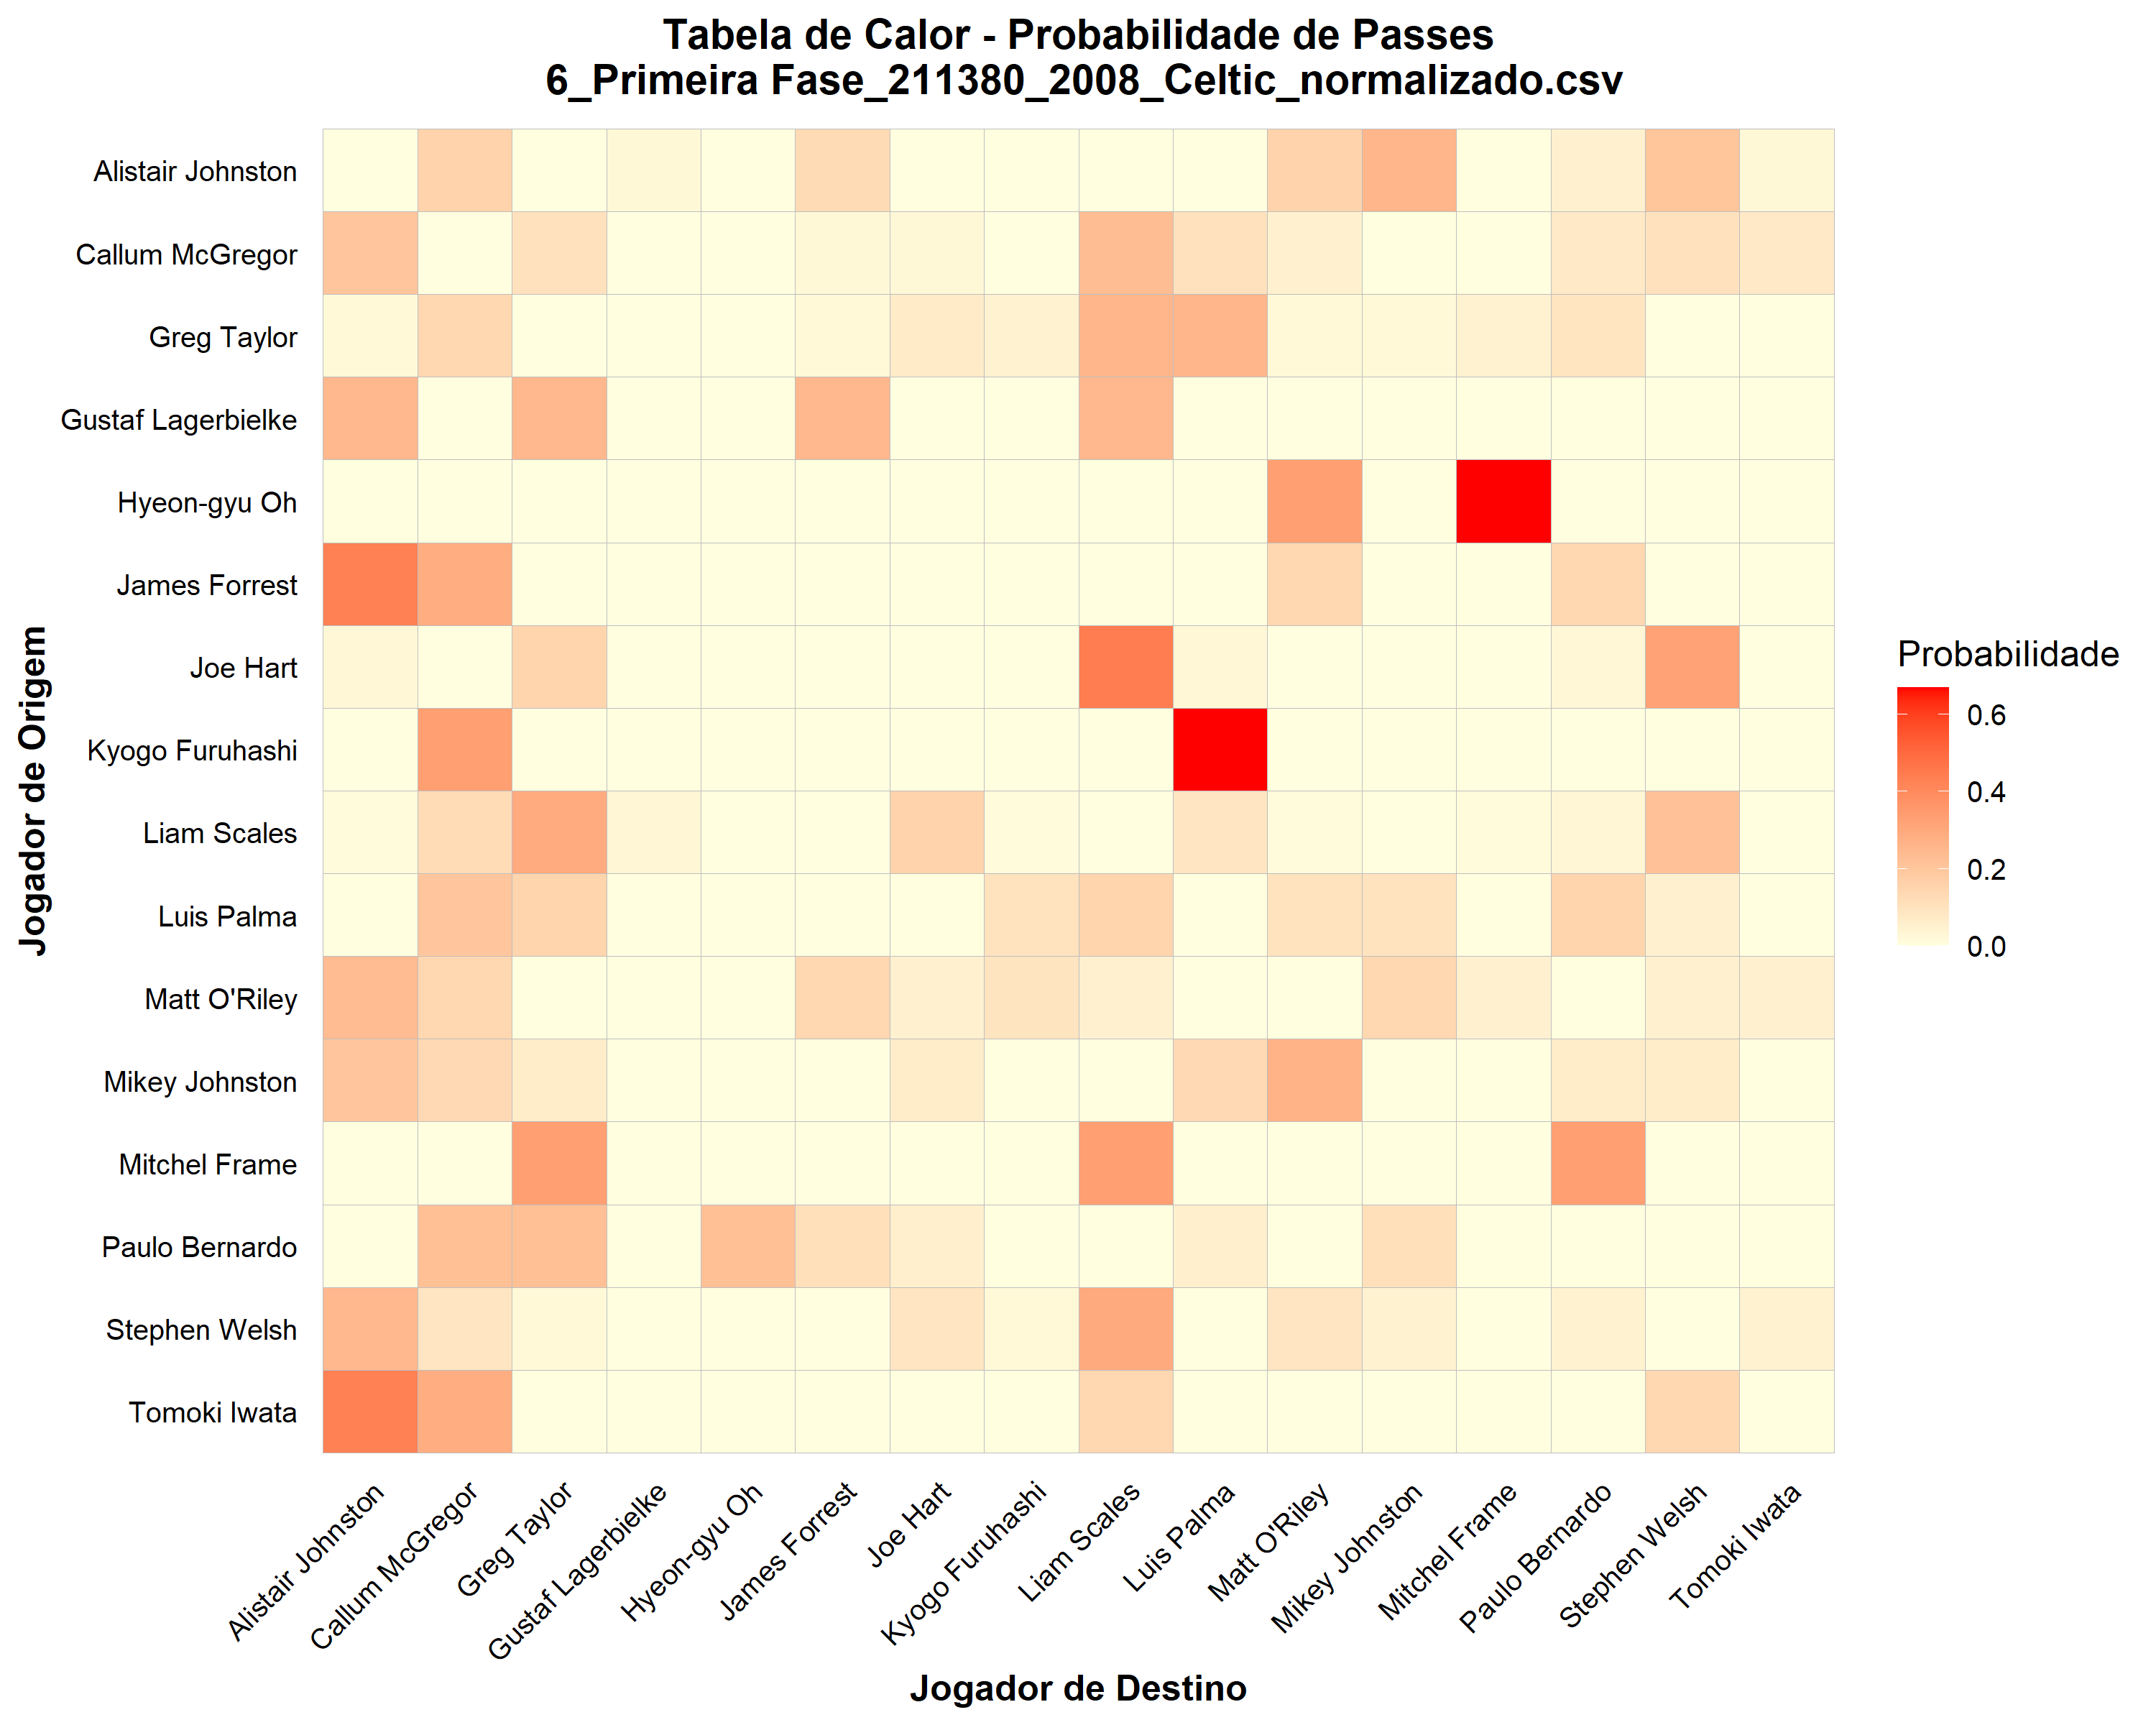 Tabela de Calor - Probabilidade de Passes
6_Primeira Fase_211380_2008_Celtic_normalizado.csv
Jogador de Origem
Alistair Johnston
Callum McGregor
Greg Taylor
Gustaf Lagerbielke
Hyeon-gyu Oh
James Forrest
Joe Hart
Kyogo Furuhashi
Liam Scales
Luis Palma
Matt O'Riley
Mikey Johnston
Mitchel Frame
Paulo Bernardo
Stephen Welsh
Tomoki Iwata
Alistair Johnston
Callum McGregor
Greg Taylor
Gustaf Lagerbielke
Hyeon-gyu Oh
James Forrest
Joe Hart
Kyogo Furuhashi
Liam Scales
Luis Palma
Matt O'Riley
Mikey Johnston
Mitchel Frame
Paulo Bernardo
Stephen Welsh
Tomoki Iwata
Jogador de Destino
Probabilidade
0.6
0.4
0.2
0.0